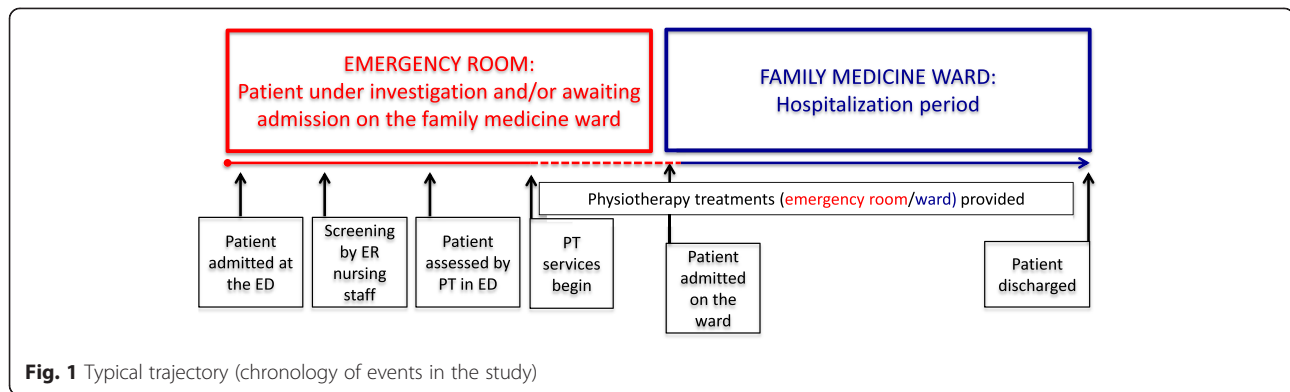 EMERGENCY ROOM:
Patient under investigation and/or awaiting
admission on the family medicine ward
FAMILY MEDICINE WARD:
Hospitalization period
Physiotherapy treatments (emergency room/ward) provided
Patient
admitted at
the ED
Screening
by ER
nursing
staff
Patient
assessed by
PT in ED
PT
services
begin
Patient
admitted
on the
ward
Patient
discharged
Fig. 1 Typical trajectory (chronology of events in the study)